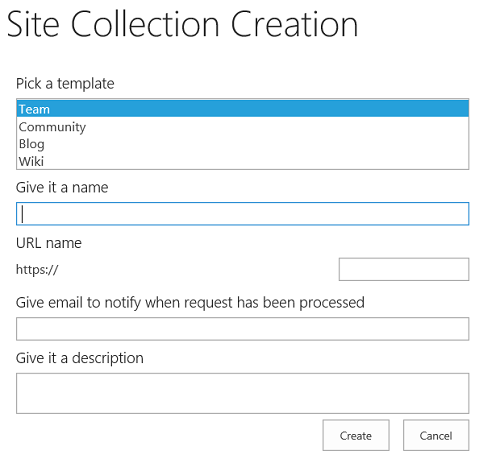 Site Collection Creation
Pick a template
Team
Community
Blog
Wiki
Give it a name
URL name
https://
Give email to notify when request has been processed
Give it a description
Create Cancel